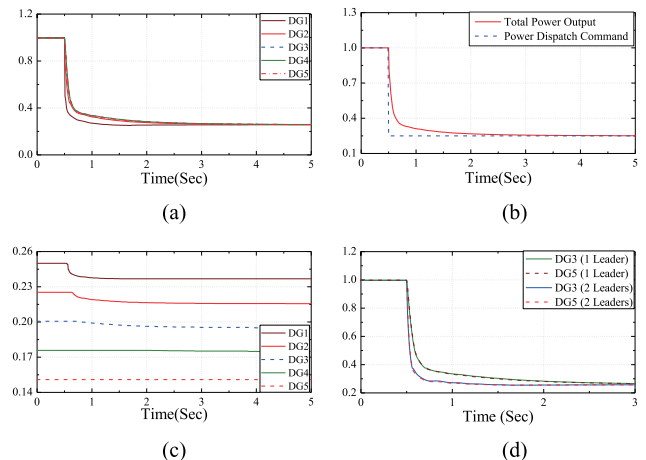 1.2
0.8
0.4
0.0
0
1
2
3
4
5
DG1
DG2
DG3
DG4
DG5
Time(Sec)
(a)
1.3
1.0
0.7
0.4
0.1
0
1
2
3
4
5
Total Power Output
Power Dispatch Command
Time(Sec)
(b)
0.26
0.23
0.20
0.17
0.14
0
1
2
3
4
5
DG1
DG2
DG3
DG4
DG5
Time(Sec)
(c)
1.2
1.0
0.8
0.6
0.4
0.2
0
1
2
3
DG3 (1 Leader)
DG5 (1 Leader)
DG3 (2 Leaders)
DG5 (2 Leaders)
Time (Sec)
(d)